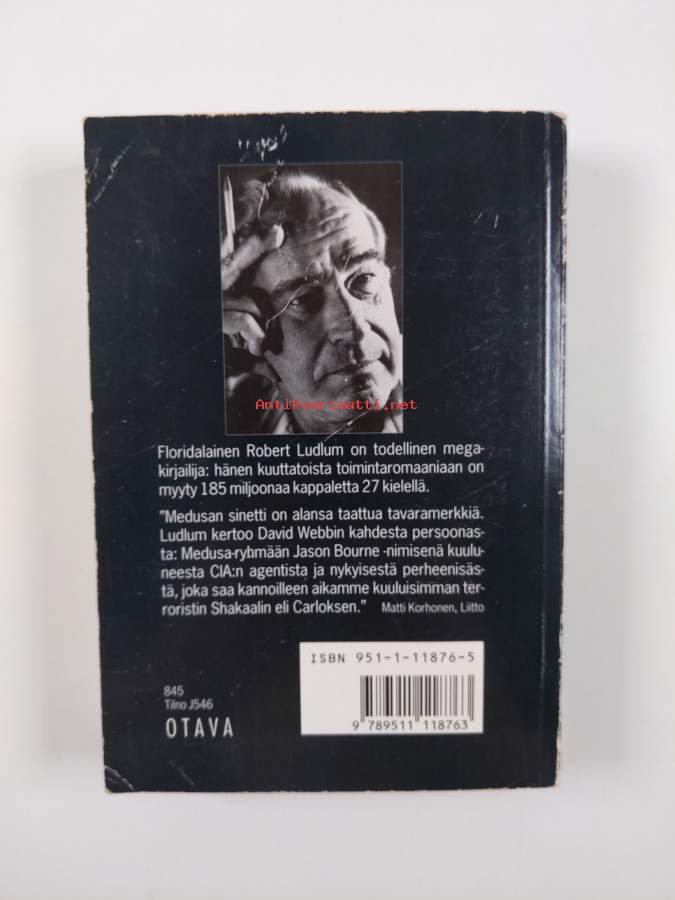 Antikvariaatti.net
Floridalainen Robert Ludlum on todellinen mega-
kirjailija: hänen kuuttatoista toimintaromaaniaan on
myyty 185 miljoonaa kappaletta 27 kielellä.
"Medusan sinetti on alansa taattua tavaramerkkiä.
Ludlum kertoo David Webbin kahdesta persoonas-
ta: Medusa-ryhmään Jason Bourne -nimisenä kuulu-
neesta CIA:n agentista ja nykyisestä perheenisäs-
tä, joka saa kannoilleen aikamme kuuluisimman ter-
roristin Shakaalin eli Carloksen." Matti Korhonen, Liitto
ISBN 951-1-11876-5
845
Tilno J546
OTAVA
9 789511 118763